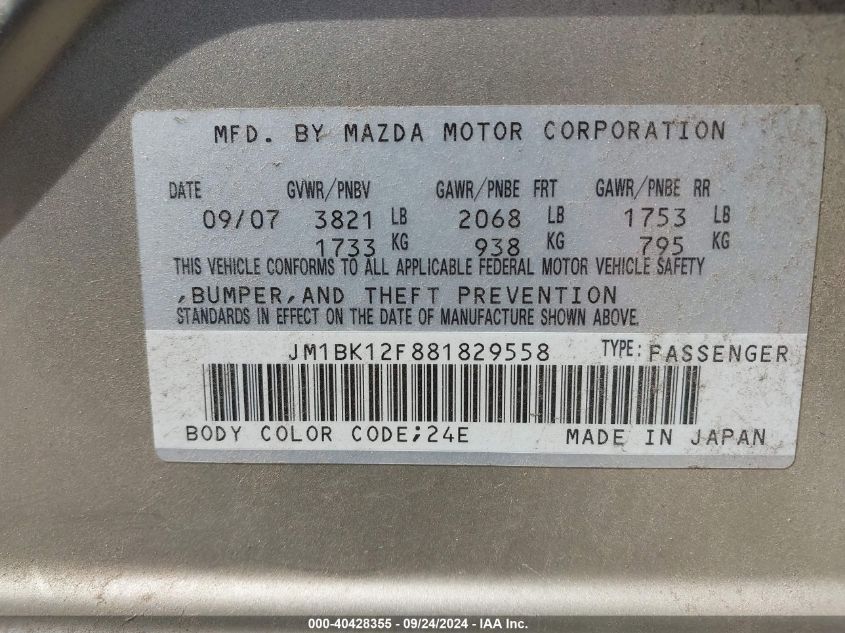 MFD. BY MAZDA MOTOR CORPORATION
DATE GVWR/PNBV GAWR/PNBE FRT GAWR/PNBE RR
09/07 3821 LB 2068 LB 1753 LB
1733 KG 938 KG 795 KG
THIS VEHICLE CONFORMS TO ALL APPLICABLE FEDERAL MOTOR VEHICLE SAFETY
,BUMPER,AND THEFT PREVENTION
STANDARDS IN EFFECT ON THE DATE OF MANUFACTURE SHOWN ABOVE.
JM1BK12F881829558 TYPE: PASSENGER
BODY COLOR CODE;24E MADE IN JAPAN
000-40428355 - 09/24/2024 - IAA Inc.